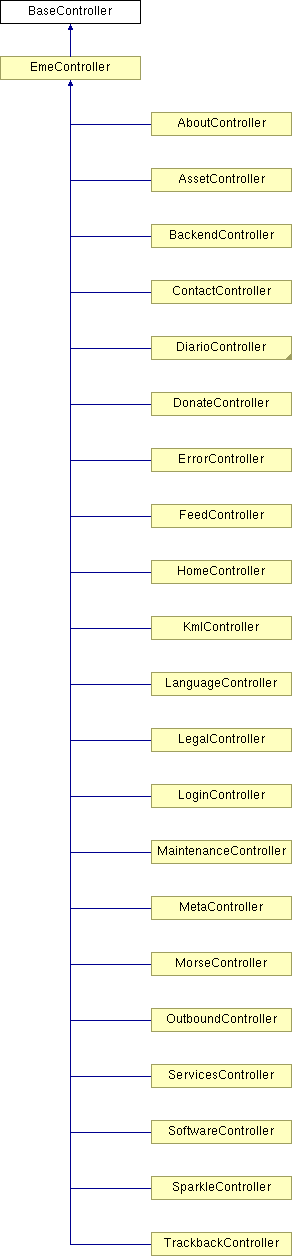 BaseController
EmeController
AboutController
AssetController
BackendController
ContactController
DiarioController
DonateController
ErrorController
FeedController
HomeController
KmlController
LanguageController
LegalController
LoginController
MaintenanceController
MetaController
MorseController
OutboundController
ServicesController
SoftwareController
SparkleController
TrackbackController